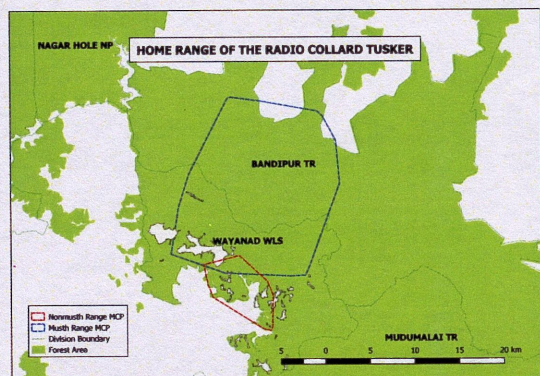 NAGAR HOLE NP
HOME RANGE OF THE RADIO COLLARD TUSKER
BANDIPUR TR
WAYANAD WLS
Nonmusth Range MCP
Musth Range MCP
Division Boundary
Forest Area
MUDUMALAI TR
5 0 5 10 15 20 km